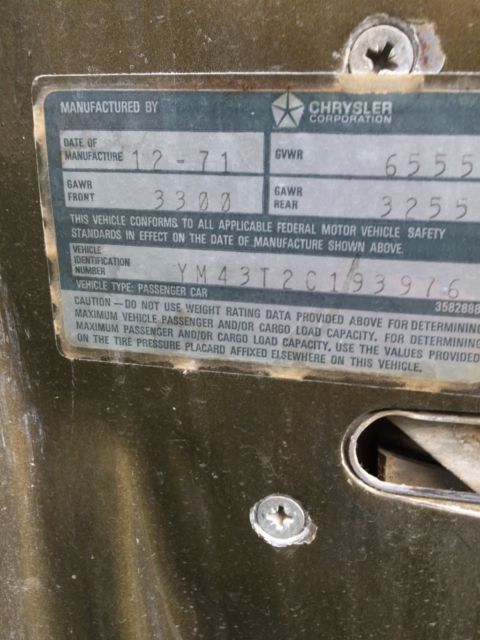 MANUFACTURED BY CHRYSLER CORPORATION
DATE OF MANUFACTURE 12-71 GVWR 6555
GAWR FRONT 3300 GAWR REAR 3255
THIS VEHICLE CONFORMS TO ALL APPLICABLE FEDERAL MOTOR VEHICLE SAFETY
STANDARDS IN EFFECT ON THE DATE OF MANUFACTURE SHOWN ABOVE.
VEHICLE IDENTIFICATION NUMBER YM43T2C193976
VEHICLE TYPE: PASSENGER CAR 3582888
CAUTION – DO NOT USE WEIGHT RATING DATA PROVIDED ABOVE FOR DETERMINING
MAXIMUM VEHICLE PASSENGER AND/OR CARGO LOAD CAPACITY. FOR DETERMINING
MAXIMUM PASSENGER AND/OR CARGO LOAD CAPACITY, USE THE VALUES PROVIDED
ON THE TIRE PRESSURE PLACARD AFFIXED ELSEWHERE ON THIS VEHICLE.